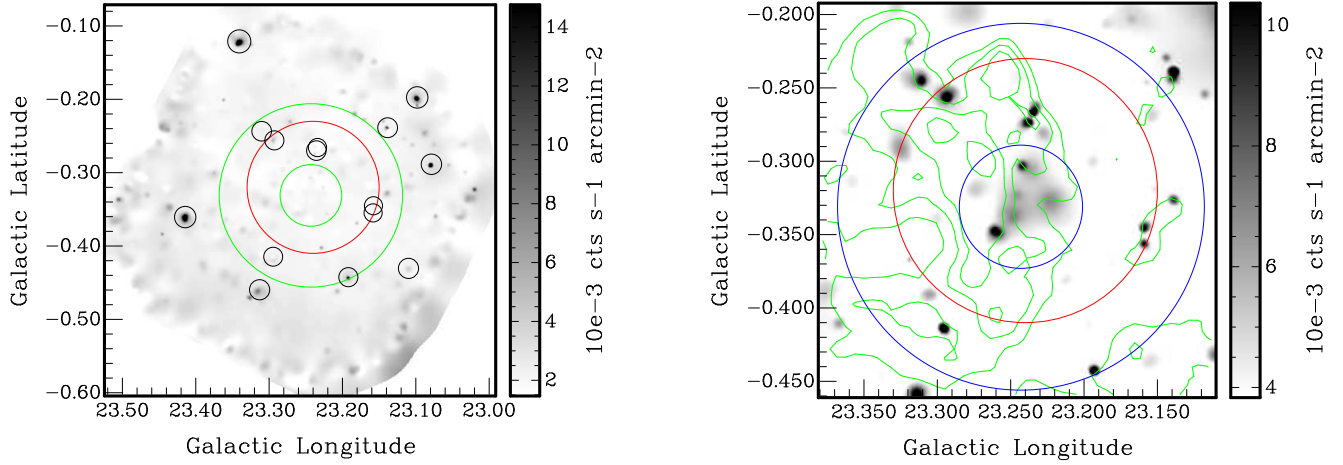 −0.10
−0.20
−0.30
−0.40
−0.50
−0.60
Galactic Latitude
23.50 23.40 23.30 23.20 23.10 23.00
Galactic Longitude
14
12
10
8
6
4
2
10e−3 cts s−1 arcmin−2
−0.200
−0.250
−0.300
−0.350
−0.400
−0.450
Galactic Latitude
23.350 23.300 23.250 23.200 23.150
Galactic Longitude
10
8
6
4
10e−3 cts s−1 arcmin−2